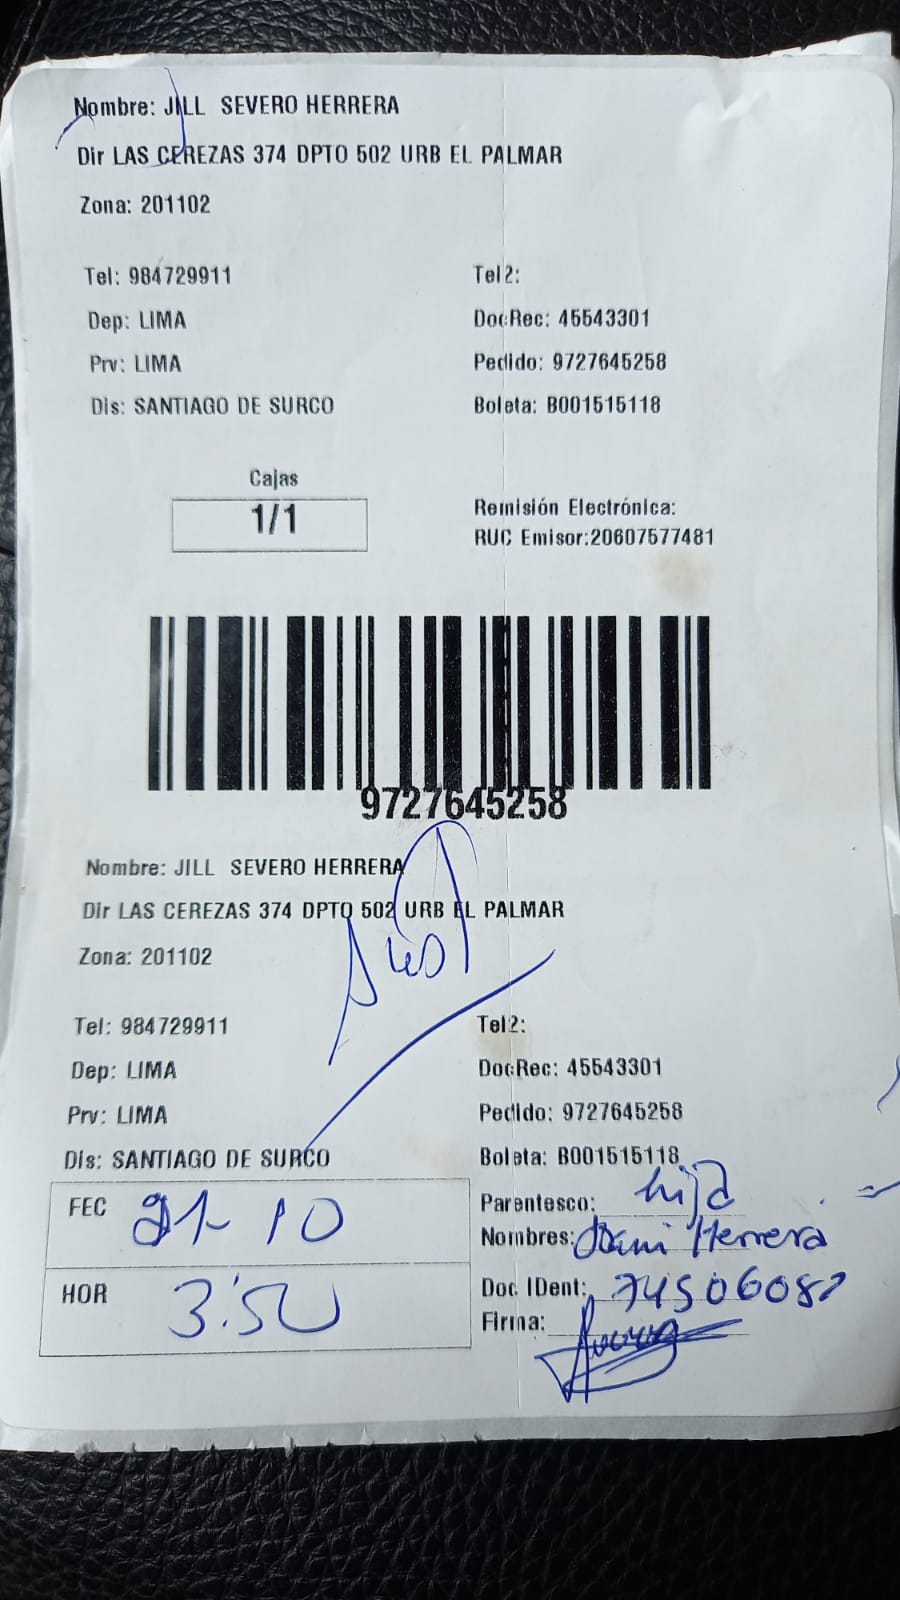 Nombre: JILL SEVERO HERRERA
Dir LAS CEREZAS 374 DPTO 502 URB EL PALMAR
Zona: 201102
Tel: 984729911 Tel2:
Dep: LIMA DocRec: 45543301
Prv: LIMA Pedido: 9727645258
Dis: SANTIAGO DE SURCO Boleta: B001515118
Cajas
1/1
Remisión Electrónica:
RUC Emisor:20607577481
9727645258
Nombre: JILL SEVERO HERRERA
Dir LAS CEREZAS 374 DPTO 502 URB EL PALMAR
Zona: 201102
Tel: 984729911 Tel2:
Dep: LIMA DocRec: 45543301
Prv: LIMA Pedido: 9727645258
Dis: SANTIAGO DE SURCO Boleta: B001515118
FEC 21-10 Parentesco: hija
Nombres: Herrera
HOR 3:50 Doc IDent:
Firma: